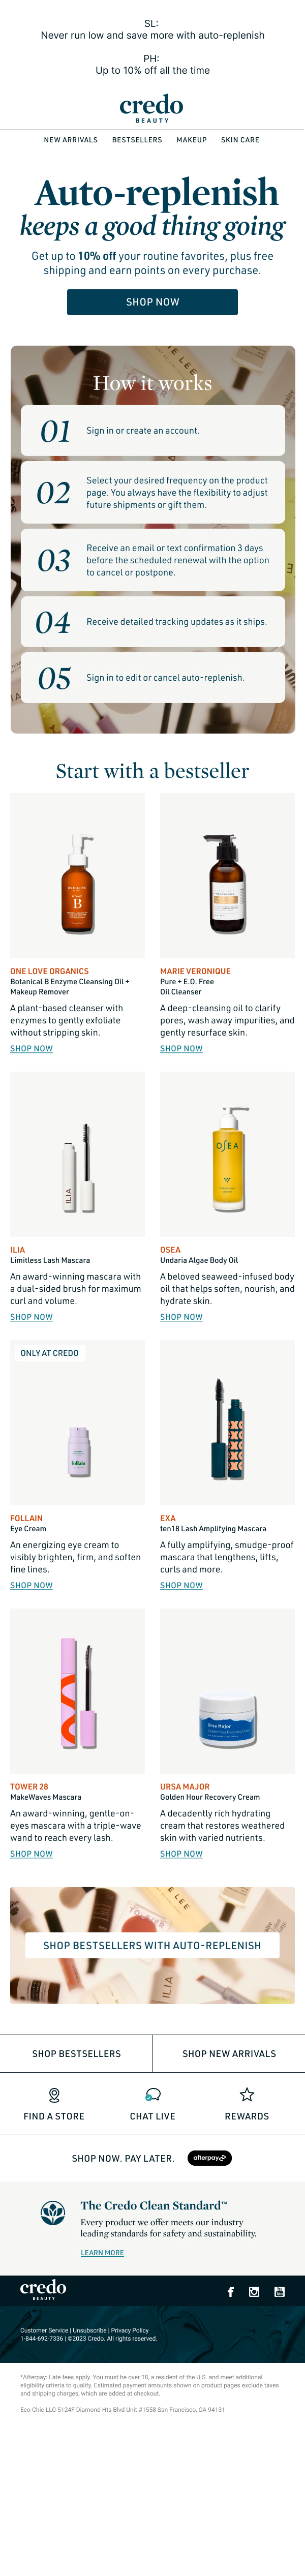 SL:
Never run low and save more with auto-replenish
PH:
Up to 10% off all the time
credo
BEAUTY
NEW ARRIVALS BESTSELLERS MAKEUP SKIN CARE
Auto-replenish
keeps a good thing going
Get up to 10% off your routine favorites, plus free
shipping and earn points on every purchase.
SHOP NOW
How it works
01 Sign in or create an account.
02 Select your desired frequency on the product
page. You always have the flexibility to adjust
future shipments or gift them.
03 Receive an email or text confirmation 3 days
before the scheduled renewal with the option
to cancel or postpone.
04 Receive detailed tracking updates as it ships.
05 Sign in to edit or cancel auto-replenish.
Start with a bestseller
B
ONE LOVE ORGANICS
Botanical B Enzyme Cleansing Oil +
Makeup Remover
A plant-based cleanser with
enzymes to gently exfoliate
without stripping skin.
SHOP NOW
MARIE VERONIQUE
Pure + E.O. Free
Oil Cleanser
A deep-cleansing oil to clarify
pores, wash away impurities, and
gently resurface skin.
SHOP NOW
ILIA
ILIA
Limitless Lash Mascara
An award-winning mascara with
a dual-sided brush for maximum
curl and volume.
SHOP NOW
OSEA
OSEA
Undaria Algae Body Oil
A beloved seaweed-infused body
oil that helps soften, nourish, and
hydrate skin.
SHOP NOW
ONLY AT CREDO
follain
FOLLAIN
Eye Cream
An energizing eye cream to
visibly brighten, firm, and soften
fine lines.
SHOP NOW
EXA
ten18 Lash Amplifying Mascara
A fully amplifying, smudge-proof
mascara that lengthens, lifts,
curls and more.
SHOP NOW
TOWER 28
MakeWaves Mascara
An award-winning, gentle-on-
eyes mascara with a triple-wave
wand to reach every lash.
SHOP NOW
Ursa Major
Golden Hour Recovery Cream
URSA MAJOR
Golden Hour Recovery Cream
A decadently rich hydrating
cream that restores weathered
skin with varied nutrients.
SHOP NOW
SHOP BESTSELLERS WITH AUTO-REPLENISH
ILIA
SHOP BESTSELLERS SHOP NEW ARRIVALS
FIND A STORE CHAT LIVE REWARDS
SHOP NOW. PAY LATER. afterpay
The Credo Clean Standard™
Every product we offer meets our industry
leading standards for safety and sustainability.
LEARN MORE
credo
BEAUTY
Customer Service | Unsubscribe | Privacy Policy
1-844-692-7336 | ©2023 Credo. All rights reserved.
*Afterpay: Late fees apply. You must be over 18, a resident of the U.S. and meet additional
eligibility criteria to qualify. Estimated payment amounts shown on product pages exclude taxes
and shipping charges, which are added at checkout.
Eco-Chic LLC 5124F Diamond Hts Blvd Unit #1558 San Francisco, CA 94131